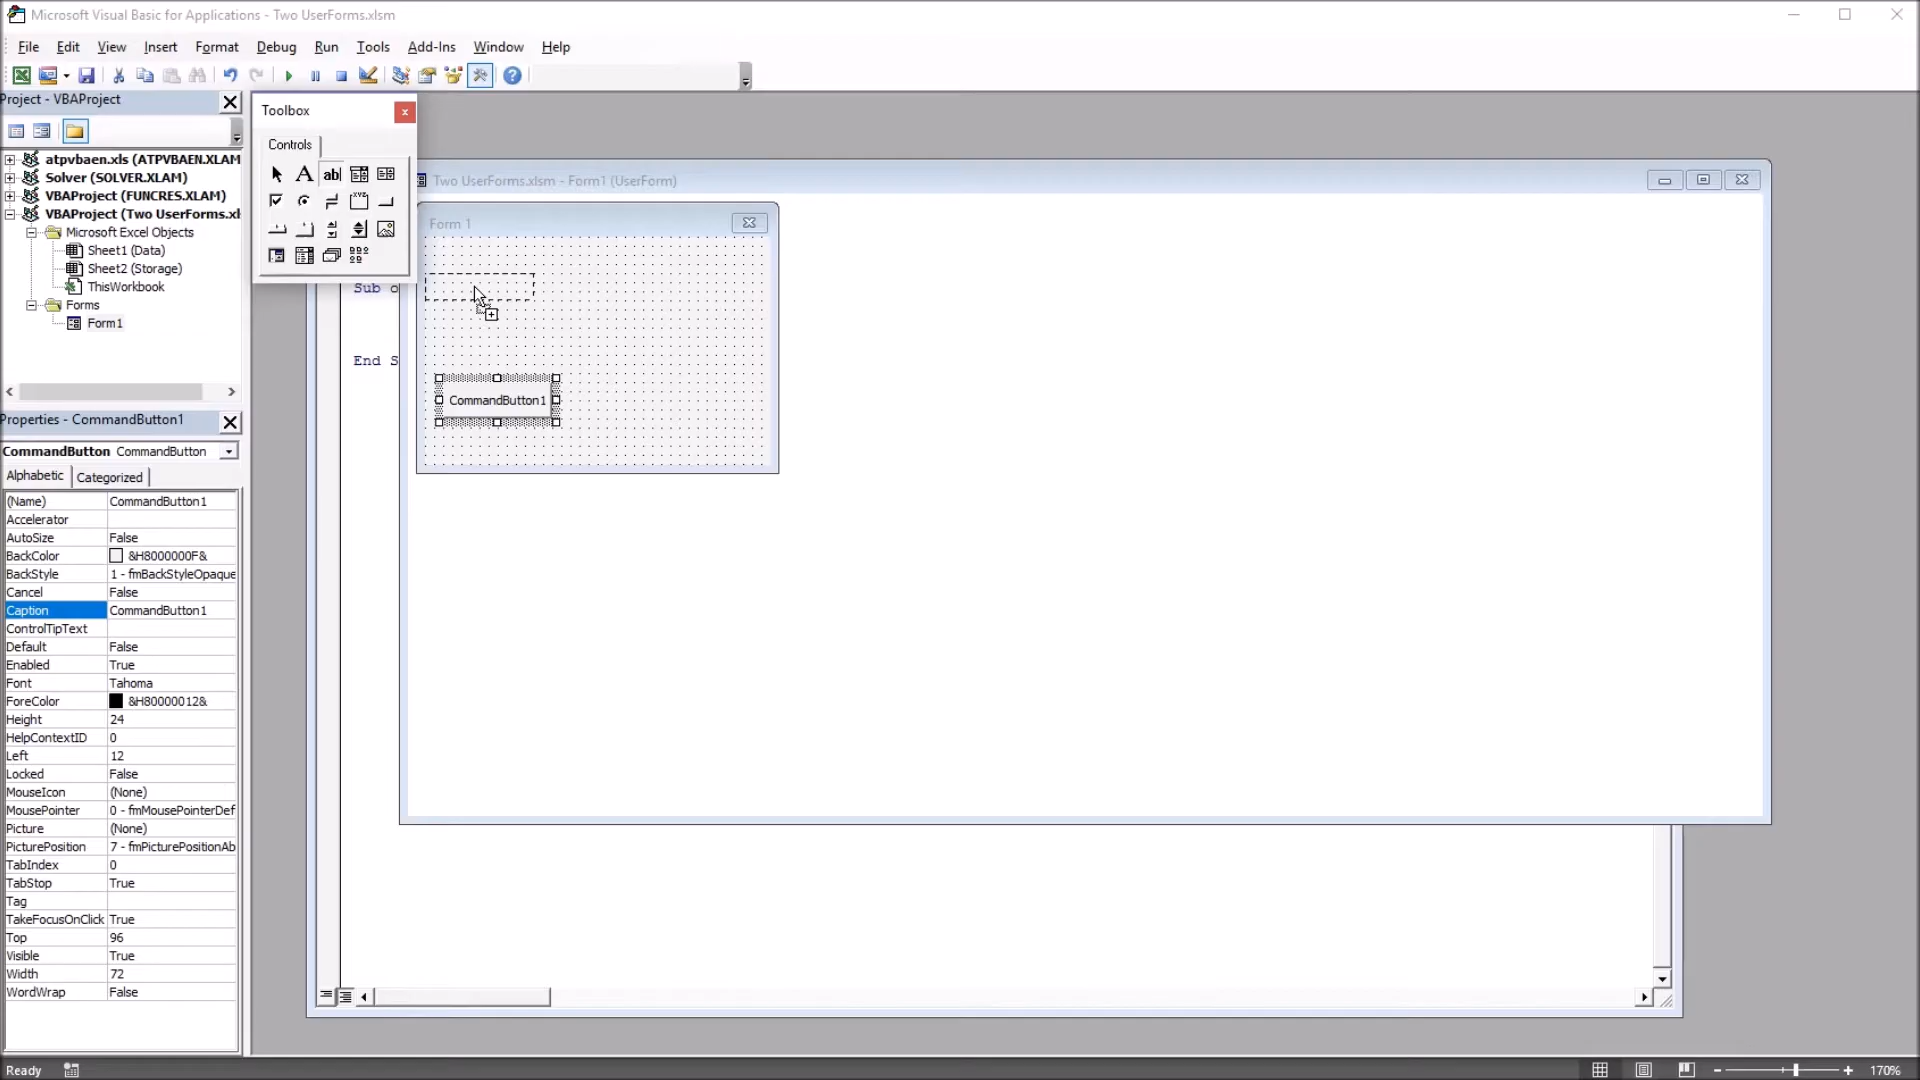 Microsoft Visual Basic for Applications - Two UserForms.xlsm
File Edit View Insert Format Debug Run Tools Add-Ins Window Help
Project - VBAProject
atpvbaen.xls (ATPVBAEN.XLAM
Solver (SOLVER.XLAM)
VBAProject (FUNCRES.XLAM)
VBAProject (Two UserForms.xl
Microsoft Excel Objects
Sheet1 (Data)
Sheet2 (Storage)
ThisWorkbook
Forms
Form1
Toolbox
Controls
A ab
Two UserForms.xlsm - Form1 (UserForm)
Form 1
Sub o
End S
CommandButton1
Properties - CommandButton1
CommandButton1 CommandButton
Alphabetic Categorized
(Name) CommandButton1
Accelerator
AutoSize False
BackColor &H8000000F&
BackStyle 1 - fmBackStyleOpaque
Cancel False
Caption CommandButton1
ControlTipText
Default False
Enabled True
Font Tahoma
ForeColor &H80000012&
Height 24
HelpContextID 0
Left 12
Locked False
MouseIcon (None)
MousePointer 0 - fmMousePointerDef
Picture (None)
PicturePosition 7 - fmPicturePositionAb
TabIndex 0
TabStop True
Tag
TakeFocusOnClick True
Top 96
Visible True
Width 72
WordWrap False
Ready
170%